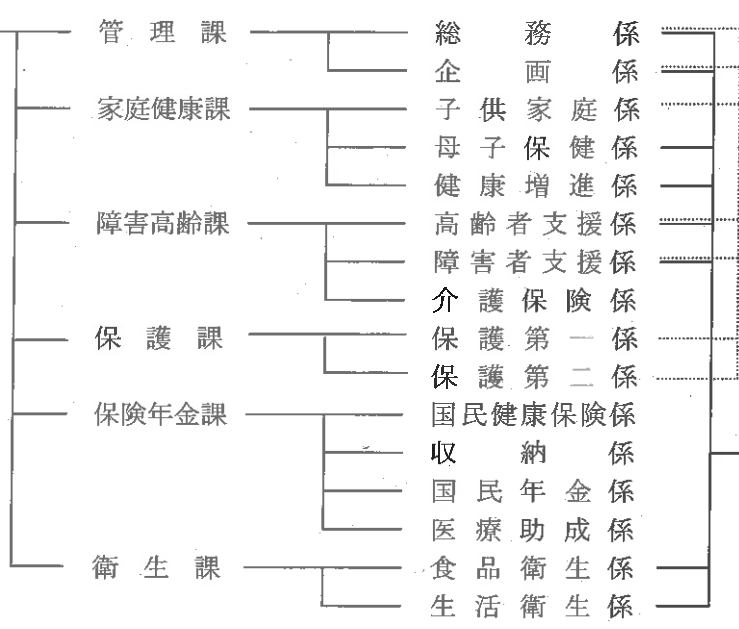 管理課 総務係
企画係
家庭健康課 子供家庭係
母子保健係
健康増進係
障害高齢課 高齢者支援係
障害者支援係
介護保険係
保護課 保護第一係
保護第二係
保険年金課 国民健康保険係
収納係
国民年金係
医療助成係
衛生課 食品衛生係
生活衛生係